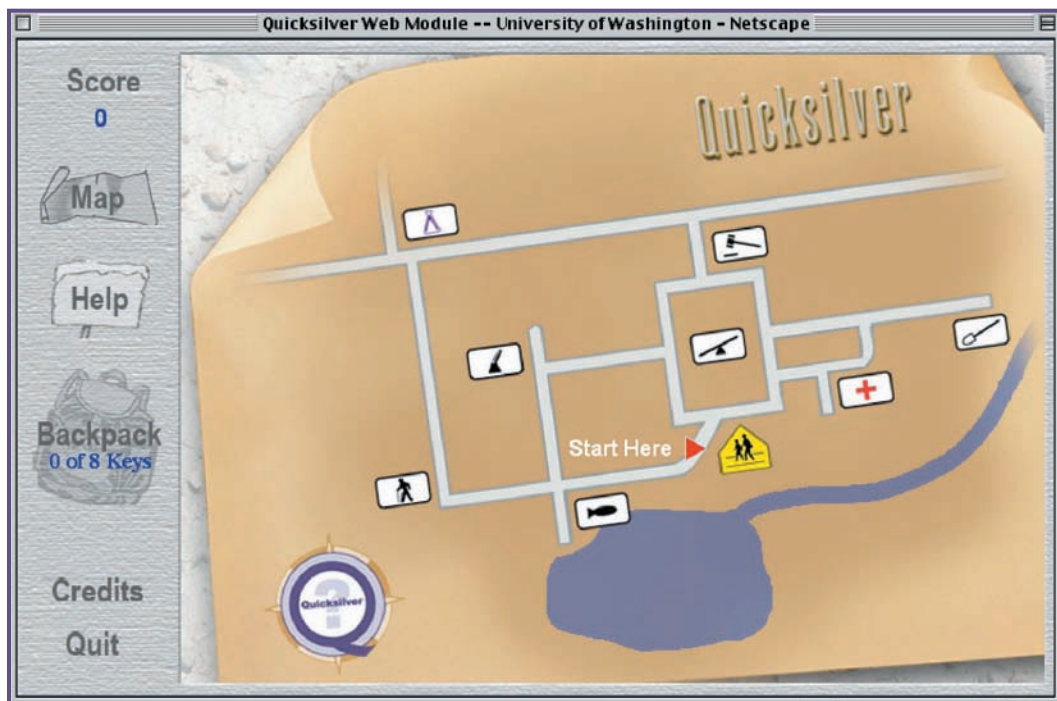 Quicksilver Web Module -- University of Washington - Netscape
Score
0
Map
Help
Backpack
0 of 8 Keys
Credits
Quit
Quicksilver
Start Here
Quicksilver
?